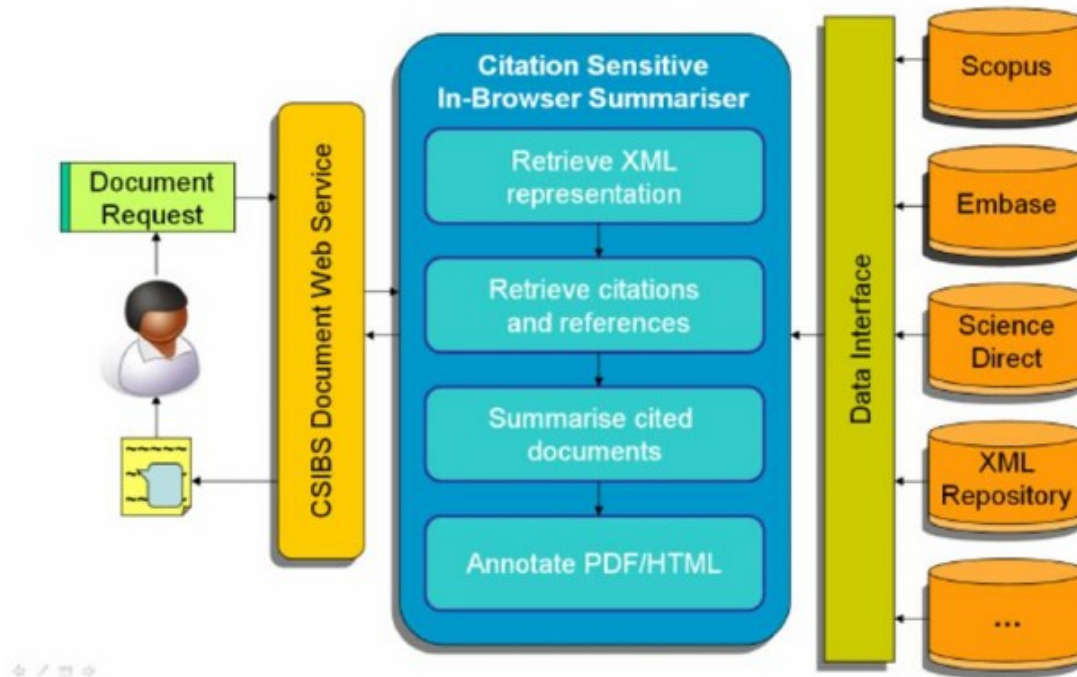 Citation Sensitive
In-Browser Summariser
Document
Request
CSIBS Document Web Service
Retrieve XML
representation
Retrieve citations
and references
Summarise cited
documents
Annotate PDF/HTML
Data Interface
Scopus
Embase
Science
Direct
XML
Repository
...